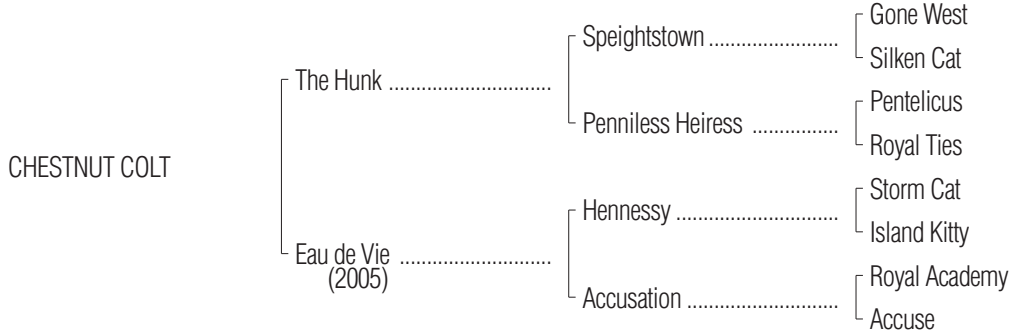 Gone West
Speightstown ........................
Silken Cat
The Hunk ..............................
Pentelicus
Penniless Heiress ................
Royal Ties
CHESTNUT COLT
Storm Cat
Hennessy ..............................
Island Kitty
Eau de Vie ............................
(2005)
Royal Academy
Accusation ............................
Accuse